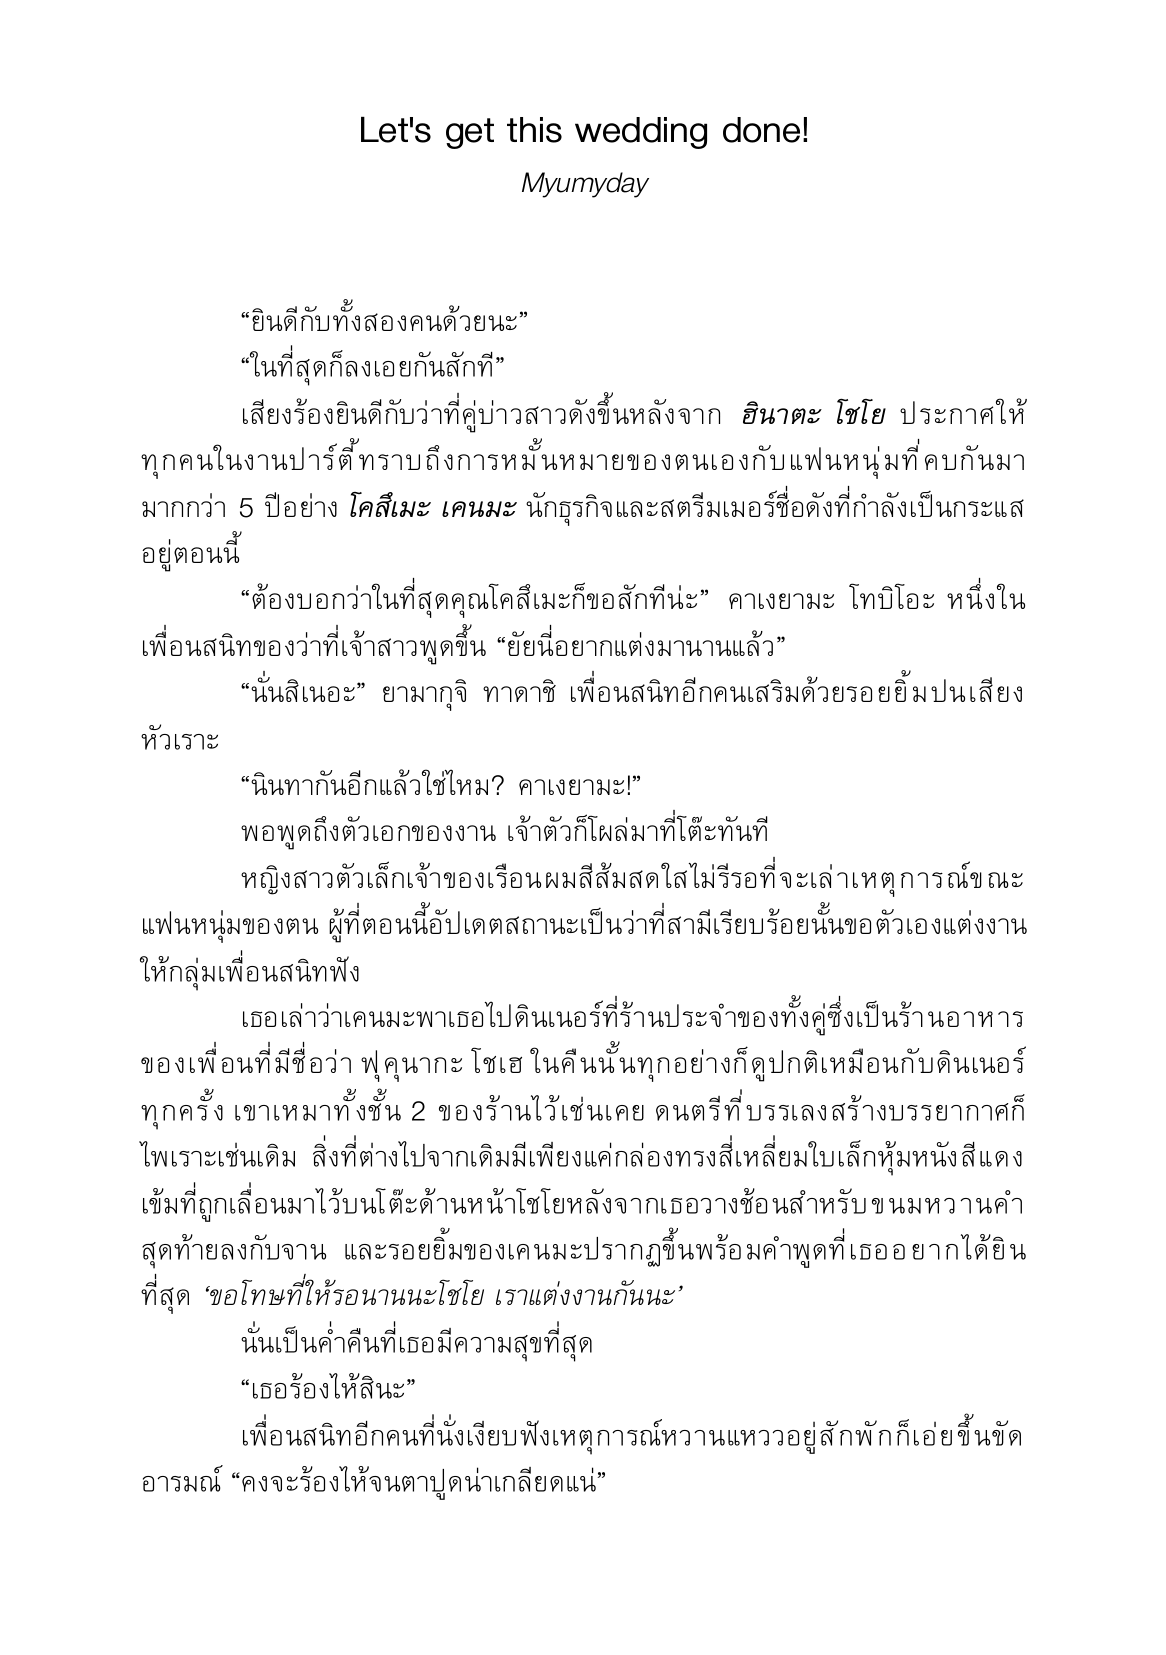 Let's get this wedding done!
Myumyday
“ยินดีกับทั้งสองคนด้วยนะ”
“ในที่สุดก็ลงเอยกันสักที”
เสียงร้องยินดีกับว่าที่คู่บ่าวสาวดังขึ้นหลังจาก ฮินาตะ โชโย ประกาศให้
ทุกคนในงานปาร์ตี้ทราบถึงการหมั้นหมายของตนเองกับแฟนหนุ่มที่คบกันมา
มากกว่า 5 ปีอย่าง โคสึเมะ เคนมะ นักธุรกิจและสตรีมเมอร์ชื่อดังที่กำลังเป็นกระแส
อยู่ตอนนี้
“ต้องบอกว่าในที่สุดคุณโคสึเมะก็ขอสักทีน่ะ” คาเงยามะ โทบิโอะ หนึ่งใน
เพื่อนสนิทของว่าที่เจ้าสาวพูดขึ้น “ยัยนี่อยากแต่งมานานแล้ว”
“นั่นสิเนอะ” ยามากุจิ ทาดาชิ เพื่อนสนิทอีกคนเสริมด้วยรอยยิ้มปนเสียง
หัวเราะ
“นินทากันอีกแล้วใช่ไหม? คาเงยามะ!”
พอพูดถึงตัวเอกของงาน เจ้าตัวก็โผล่มาที่โต๊ะทันที
หญิงสาวตัวเล็กเจ้าของเรือนผมสีส้มสดใสไม่รีรอที่จะเล่าเหตุการณ์ขณะ
แฟนหนุ่มของตน ผู้ที่ตอนนี้อัปเดตสถานะเป็นว่าที่สามีเรียบร้อยนั้นขอตัวเองแต่งงาน
ให้กลุ่มเพื่อนสนิทฟัง
เธอเล่าว่าเคนมะพาเธอไปดินเนอร์ที่ร้านประจำของทั้งคู่ซึ่งเป็นร้านอาหาร
ของเพื่อนที่มีชื่อว่า ฟุคุนากะ โชเฮ ในคืนนั้นทุกอย่างก็ดูปกติเหมือนกับดินเนอร์
ทุกครั้ง เขาเหมาทั้งชั้น 2 ของร้านไว้เช่นเคย ดนตรีที่บรรเลงสร้างบรรยากาศก็
ไพเราะเช่นเดิม สิ่งที่ต่างไปจากเดิมมีเพียงแค่กล่องทรงสี่เหลี่ยมใบเล็กหุ้มหนังสีแดง
เข้มที่ถูกเลื่อนมาไว้บนโต๊ะด้านหน้าโชโยหลังจากเธอวางช้อนสำหรับขนมหวานคำ
สุดท้ายลงกับจาน และรอยยิ้มของเคนมะปรากฏขึ้นพร้อมคำพูดที่เธออยากได้ยิน
ที่สุด ‘ขอโทษที่ให้รอนานนะโชโย เราแต่งงานกันนะ’
นั่นเป็นค่ำคืนที่เธอมีความสุขที่สุด
“เธอร้องไห้สินะ”
เพื่อนสนิทอีกคนที่นั่งเงียบฟังเหตุการณ์หวานแหววอยู่สักพักก็เอ่ยขึ้นขัด
อารมณ์ “คงจะร้องไห้จนตาปูดน่าเกลียดแน่”